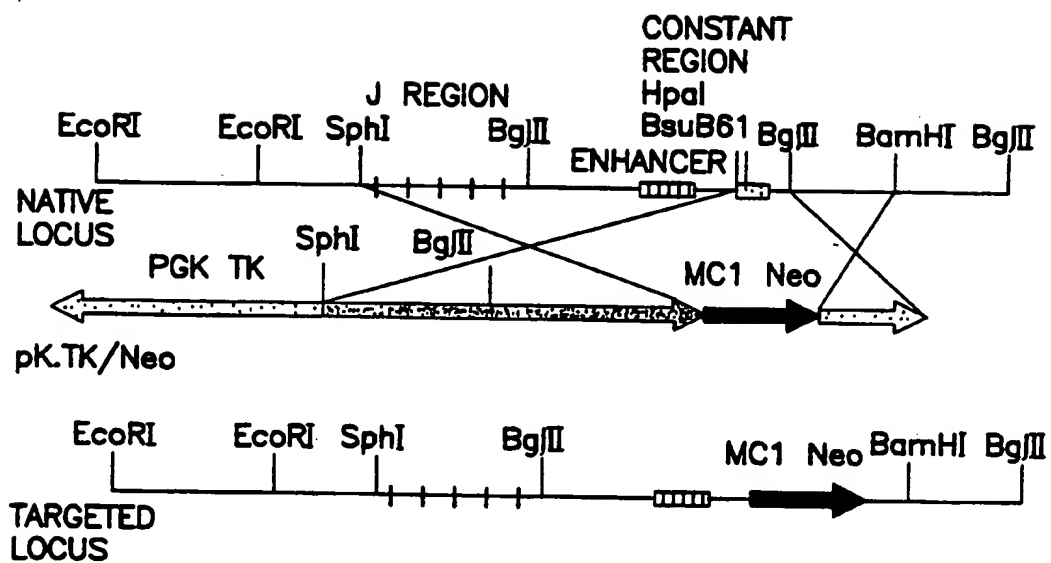 CONSTANT
REGION
HpaI
BsuB61
J REGION
EcoRI EcoRI SphI BglII BglII BamHI BglII
ENHANCER
NATIVE
LOCUS
SphI BglII
PGK TK MC1 Neo
pK.TK/Neo
EcoRI EcoRI SphI BglII MC1 Neo BamHI BglII
TARGETED
LOCUS